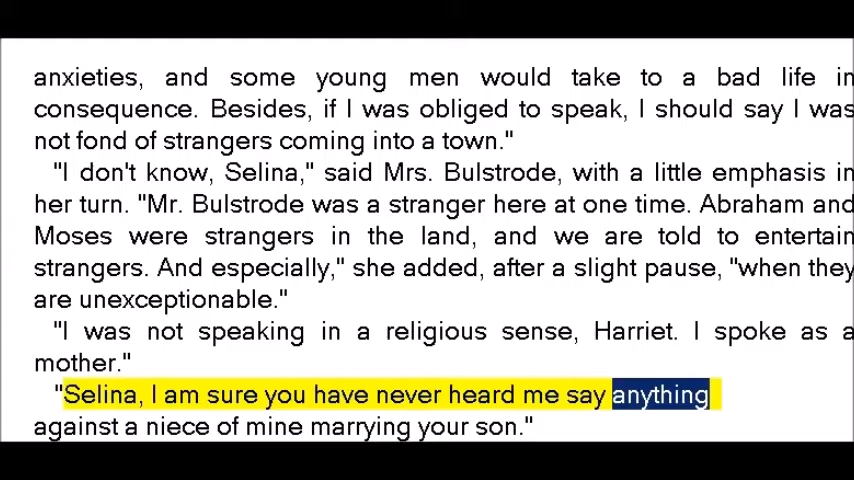 anxieties, and some young men would take to a bad life in
consequence. Besides, if I was obliged to speak, I should say I was
not fond of strangers coming into a town."
"I don't know, Selina," said Mrs. Bulstrode, with a little emphasis in
her turn. "Mr. Bulstrode was a stranger here at one time. Abraham and
Moses were strangers in the land, and we are told to entertain
strangers. And especially," she added, after a slight pause, "when they
are unexceptionable."
"I was not speaking in a religious sense, Harriet. I spoke as a
mother."
"Selina, I am sure you have never heard me say anything
against a niece of mine marrying your son."